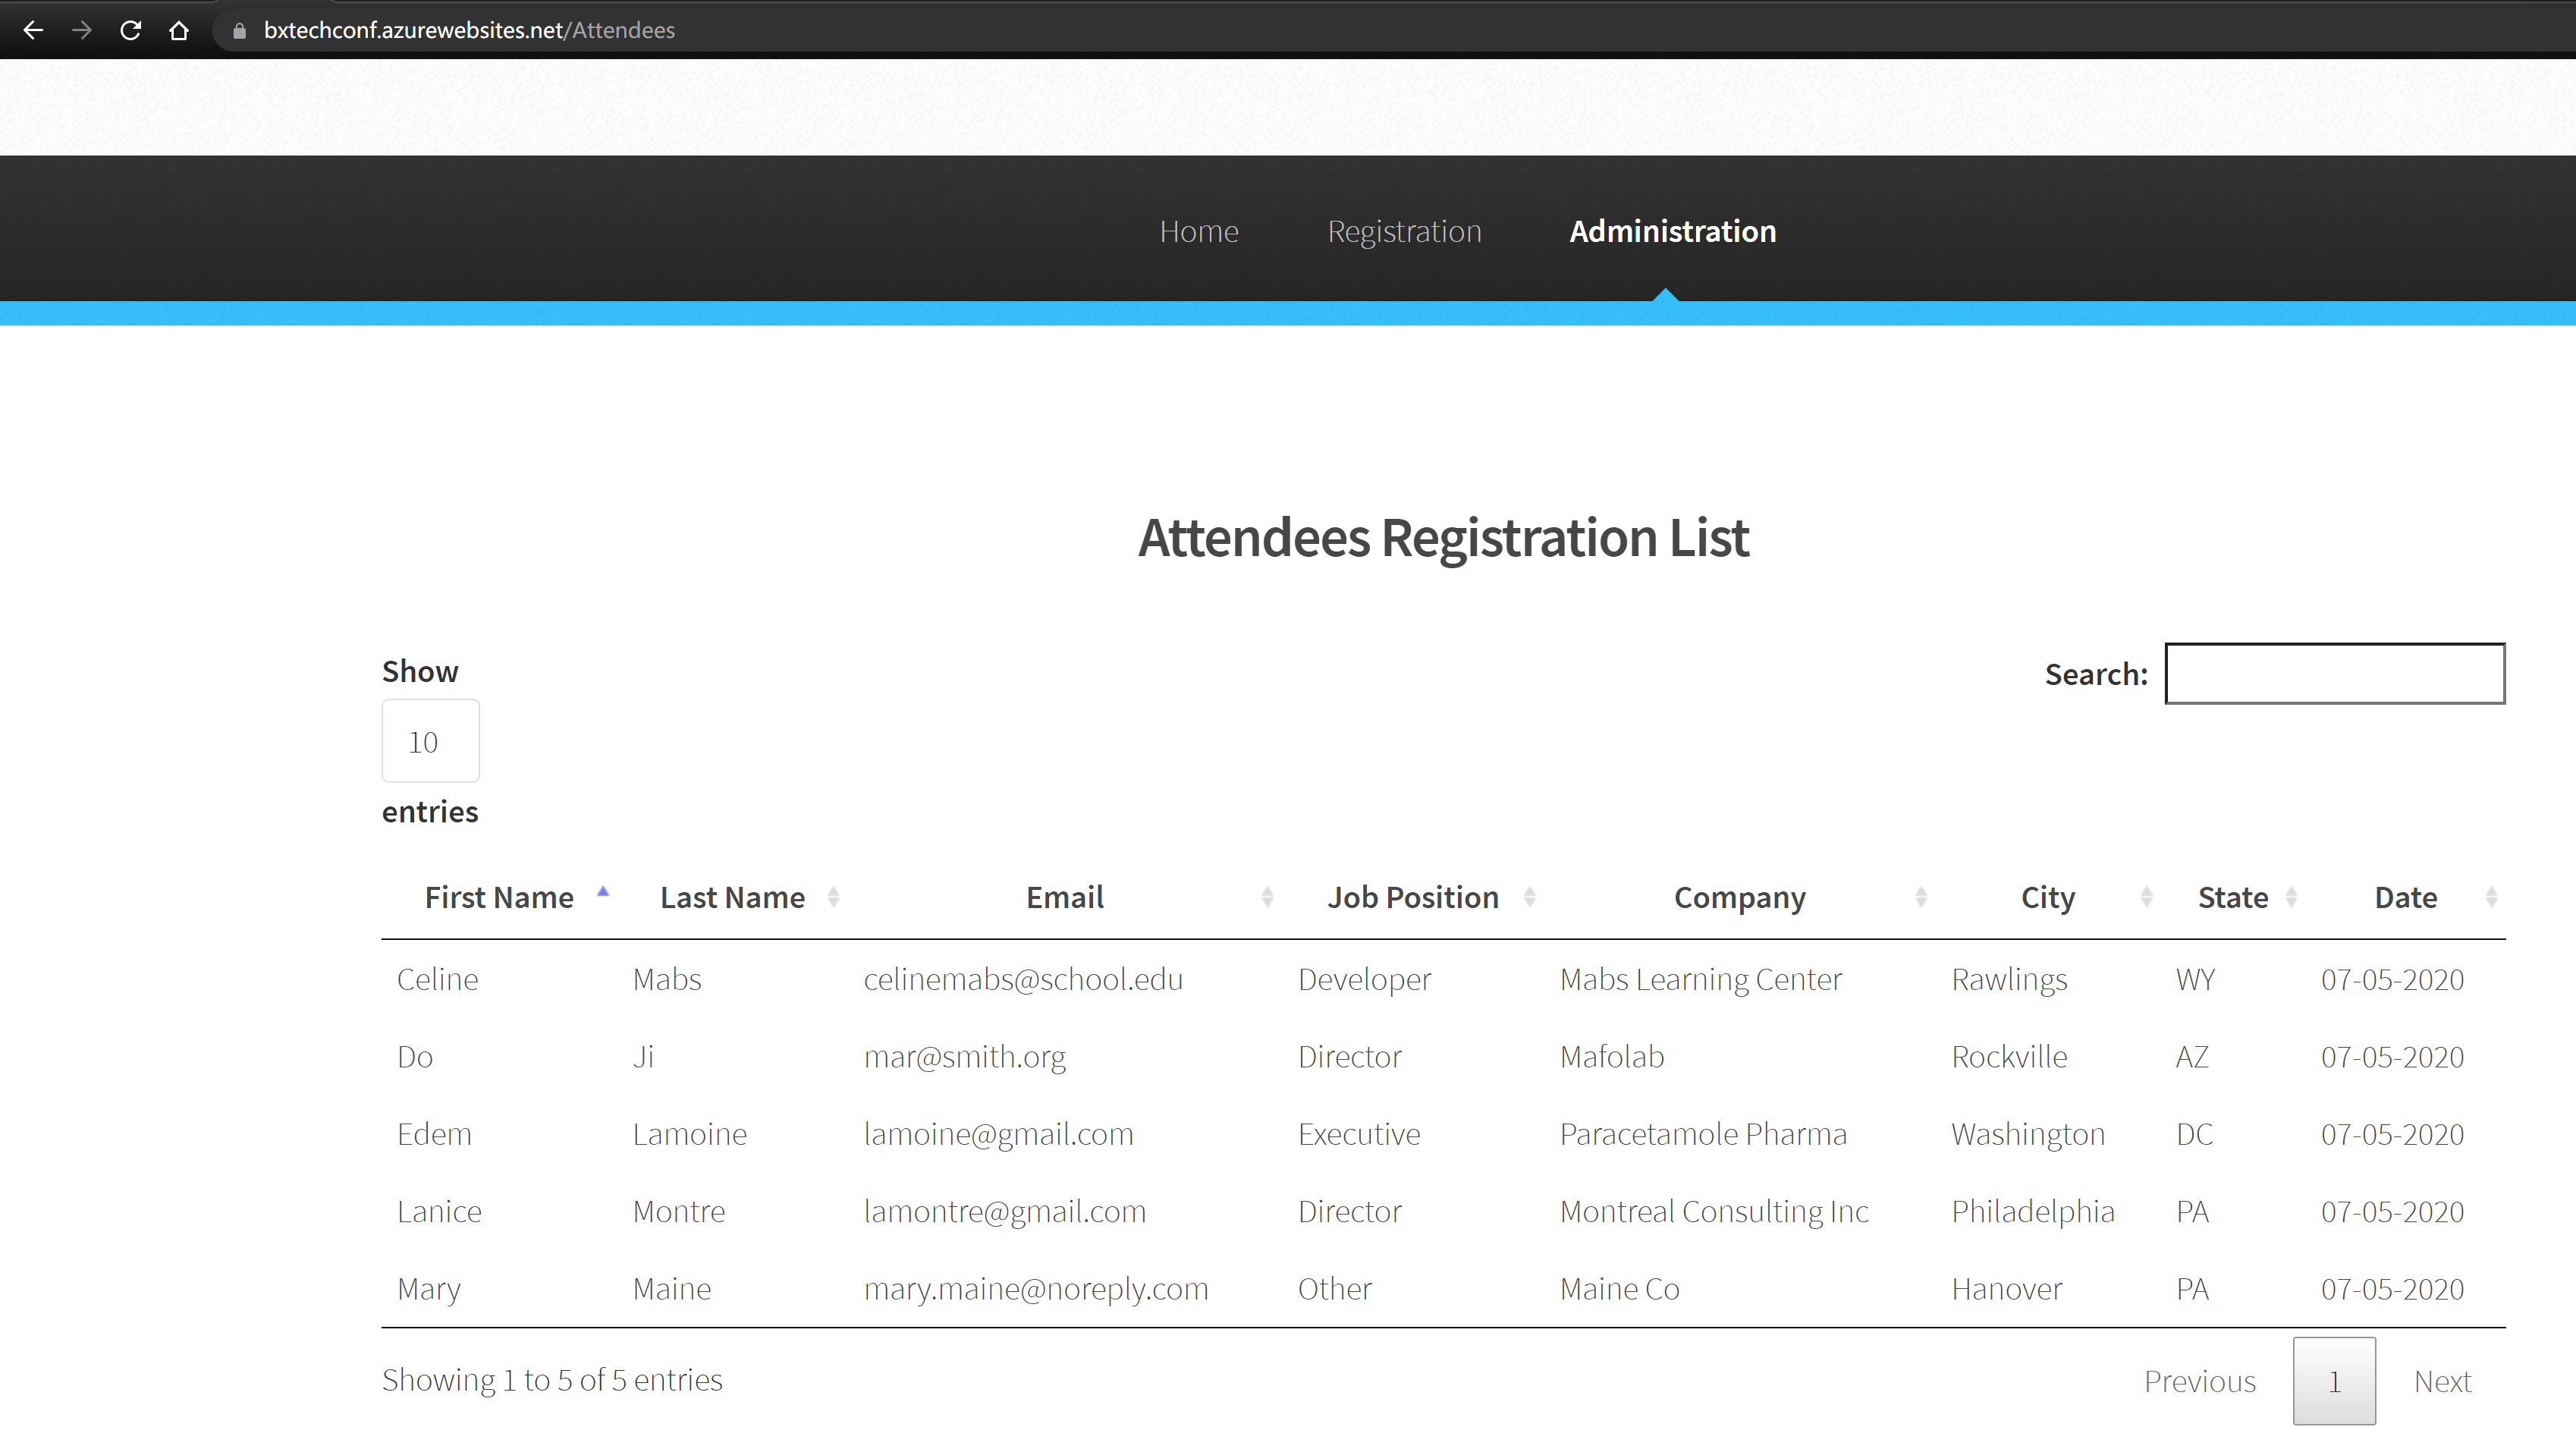 bxtechconf.azurewebsites.net/Attendees
Home Registration Administration
Attendees Registration List
Show
Search:
10
entries
First Name Last Name Email Job Position Company City State Date
Celine Mabs celinemabs@school.edu Developer Mabs Learning Center Rawlings WY 07-05-2020
Do Ji mar@smith.org Director Mafolab Rockville AZ 07-05-2020
Edem Lamoine lamoine@gmail.com Executive Paracetamole Pharma Washington DC 07-05-2020
Lanice Montre lamontre@gmail.com Director Montreal Consulting Inc Philadelphia PA 07-05-2020
Mary Maine mary.maine@noreply.com Other Maine Co Hanover PA 07-05-2020
Showing 1 to 5 of 5 entries Previous 1 Next